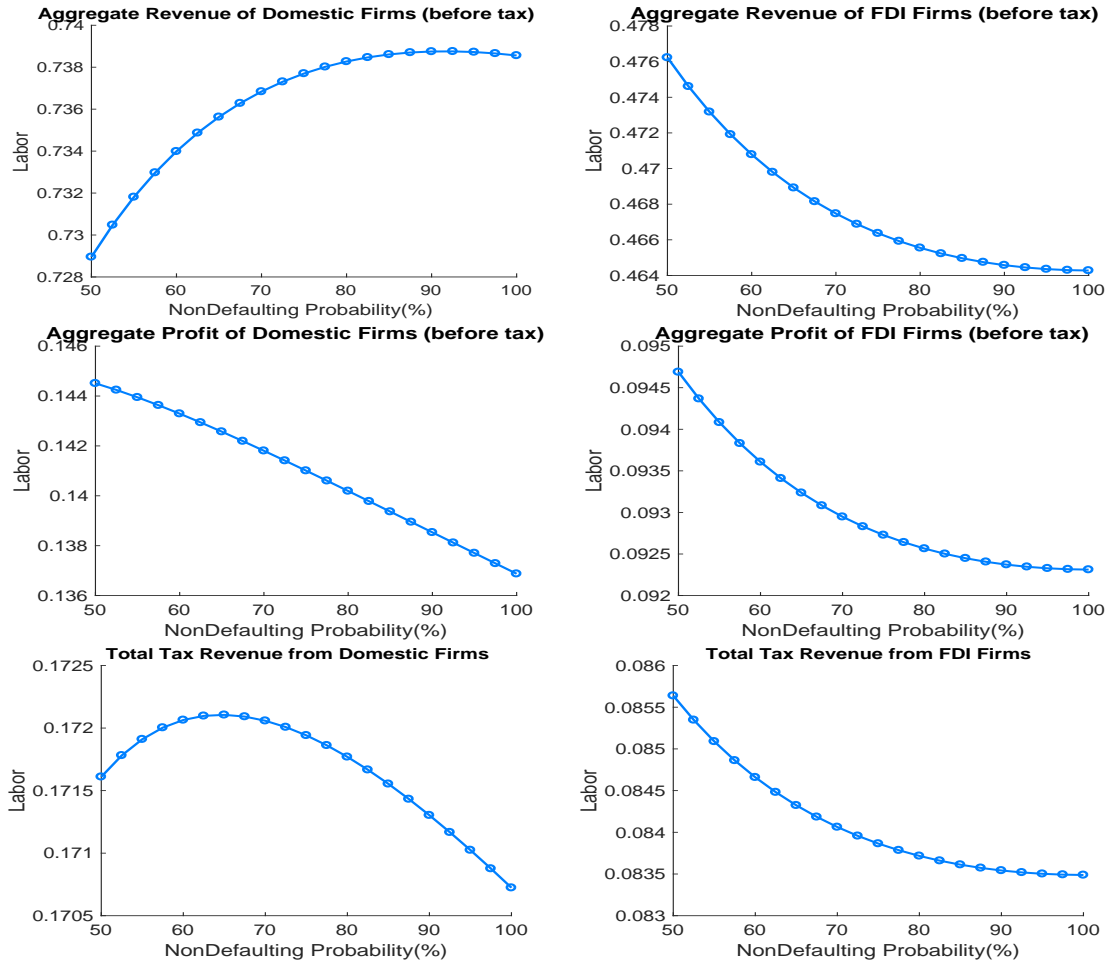 Aggregate Revenue of Domestic Firms (before tax)
0.74
0.738
0.736
0.734
0.732
0.73
0.728
Labor
50 60 70 80 90 100
NonDefaulting Probability(%)
Aggregate Revenue of FDI Firms (before tax)
0.478
0.476
0.474
0.472
0.47
0.468
0.466
0.464
Labor
50 60 70 80 90 100
NonDefaulting Probability(%)
Aggregate Profit of Domestic Firms (before tax)
0.146
0.144
0.142
0.14
0.138
0.136
Labor
50 60 70 80 90 100
NonDefaulting Probability(%)
Aggregate Profit of FDI Firms (before tax)
0.095
0.0945
0.094
0.0935
0.093
0.0925
0.092
Labor
50 60 70 80 90 100
NonDefaulting Probability(%)
Total Tax Revenue from Domestic Firms
0.1725
0.172
0.1715
0.171
0.1705
Labor
50 60 70 80 90 100
NonDefaulting Probability(%)
Total Tax Revenue from FDI Firms
0.086
0.0855
0.085
0.0845
0.084
0.0835
0.083
Labor
50 60 70 80 90 100
NonDefaulting Probability(%)